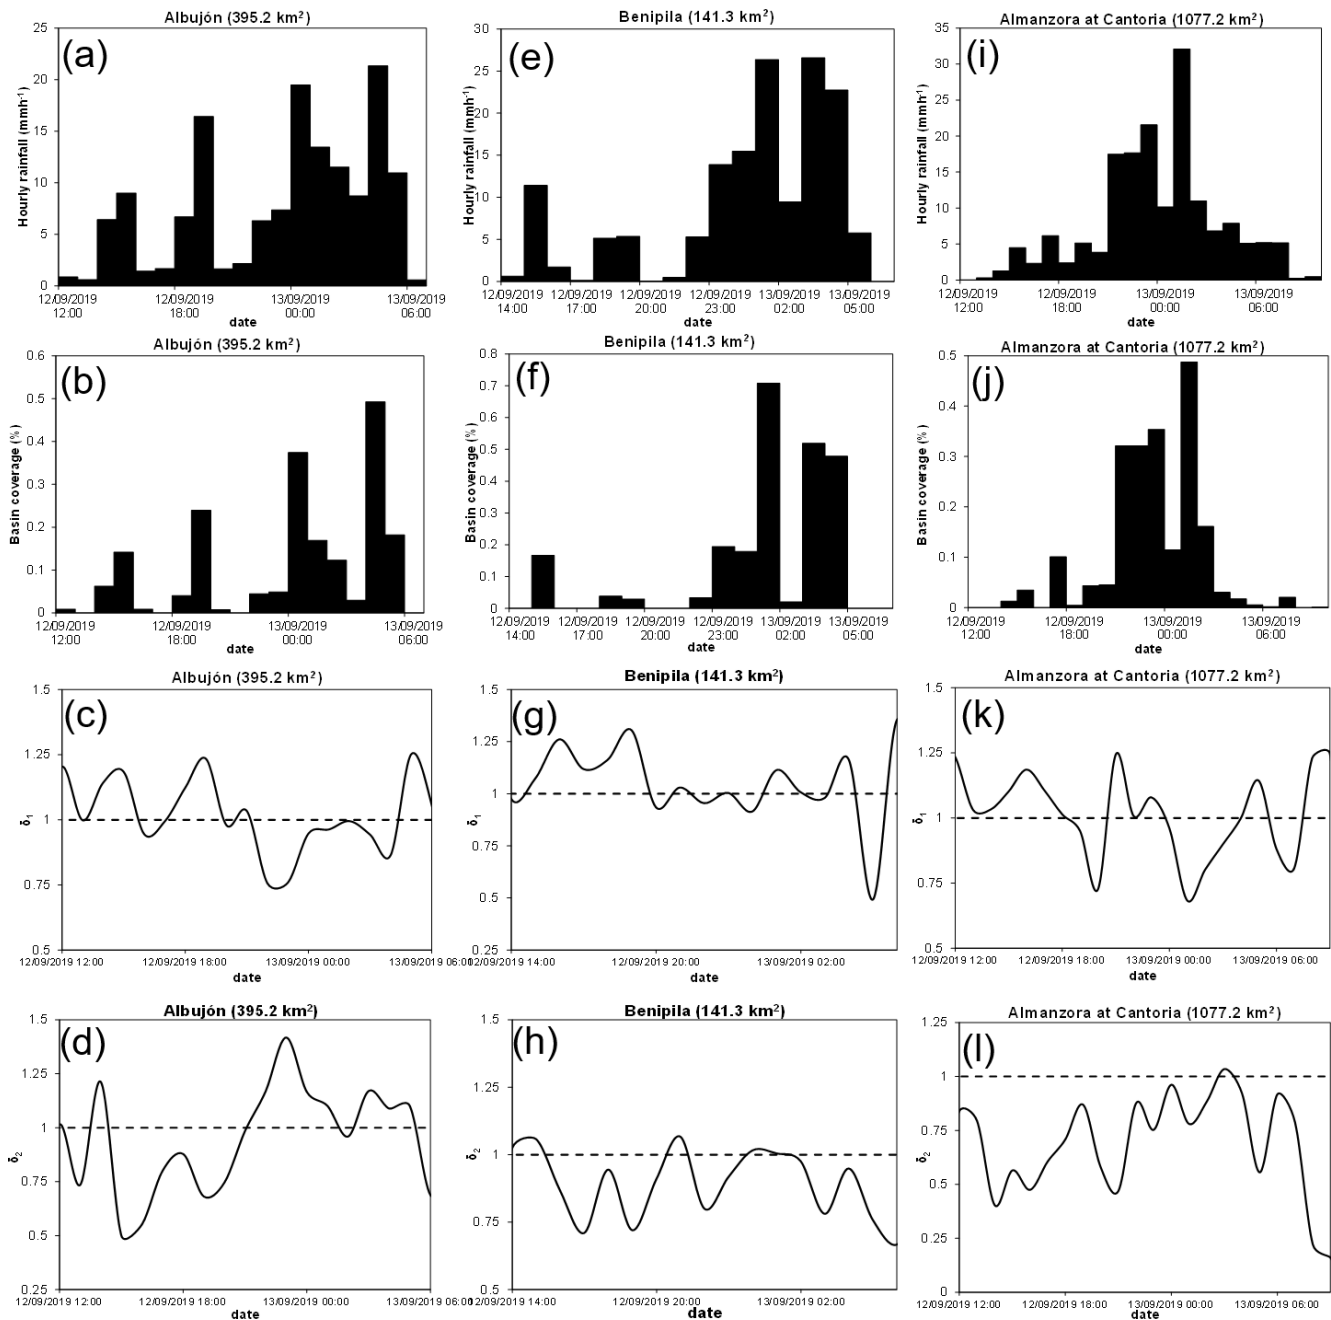 Albujón (395.2 km²)
(a)
Hourly rainfall (mmh⁻¹)
25
20
15
10
5
0
12/09/2019 12:00
12/09/2019 18:00
13/09/2019 00:00
13/09/2019 06:00
date
Benipila (141.3 km²)
(e)
Hourly rainfall (mmh⁻¹)
30
25
20
15
10
5
0
12/09/2019 14:00
12/09/2019 17:00
12/09/2019 20:00
12/09/2019 23:00
13/09/2019 02:00
13/09/2019 05:00
date
Almanzora at Cantoria (1077.2 km²)
(i)
Hourly rainfall (mmh⁻¹)
35
30
25
20
15
10
5
0
12/09/2019 12:00
12/09/2019 18:00
13/09/2019 00:00
13/09/2019 06:00
date
Albujón (395.2 km²)
(b)
Basin coverage (%)
0.6
0.5
0.4
0.3
0.2
0.1
0
12/09/2019 12:00
12/09/2019 18:00
13/09/2019 00:00
13/09/2019 06:00
date
Benipila (141.3 km²)
(f)
Basin coverage (%)
0.8
0.7
0.6
0.5
0.4
0.3
0.2
0.1
0
12/09/2019 14:00
12/09/2019 17:00
12/09/2019 20:00
12/09/2019 23:00
13/09/2019 02:00
13/09/2019 05:00
date
Almanzora at Cantoria (1077.2 km²)
(j)
Basin coverage (%)
0.5
0.4
0.3
0.2
0.1
0
12/09/2019 12:00
12/09/2019 18:00
13/09/2019 00:00
13/09/2019 06:00
date
Albujón (395.2 km²)
(c)
δ₁
1.5
1.25
1
0.75
0.5
12/09/2019 12:00
12/09/2019 18:00
13/09/2019 00:00
13/09/2019 06:00
date
Benipila (141.3 km²)
(g)
δ₁
1.5
1.25
1
0.75
0.5
0.25
12/09/2019 14:00
12/09/2019 20:00
13/09/2019 02:00
date
Almanzora at Cantoria (1077.2 km²)
(k)
δ₁
1.5
1.25
1
0.75
0.5
12/09/2019 12:00
12/09/2019 18:00
13/09/2019 00:00
13/09/2019 06:00
date
Albujón (395.2 km²)
(d)
δ₂
1.5
1.25
1
0.75
0.5
0.25
12/09/2019 12:00
12/09/2019 18:00
13/09/2019 00:00
13/09/2019 06:00
date
Benipila (141.3 km²)
(h)
δ₂
1.5
1.25
1
0.75
0.5
12/09/2019 14:00
12/09/2019 20:00
13/09/2019 02:00
date
Almanzora at Cantoria (1077.2 km²)
(l)
δ₂
1.25
1
0.75
0.5
0.25
0
12/09/2019 12:00
12/09/2019 18:00
13/09/2019 00:00
13/09/2019 06:00
date